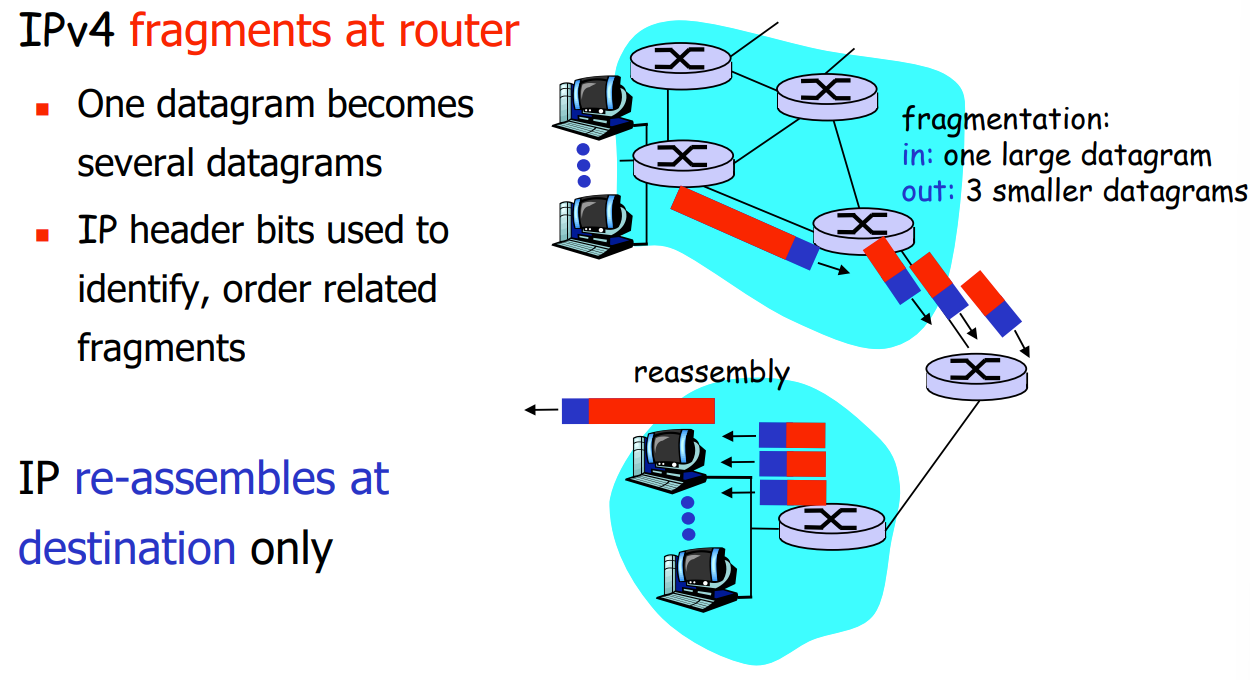 IPv4 fragments at router
▪ One datagram becomes
several datagrams
▪ IP header bits used to
identify, order related
fragments
IP re-assembles at
destination only
fragmentation:
in: one large datagram
out: 3 smaller datagrams
reassembly